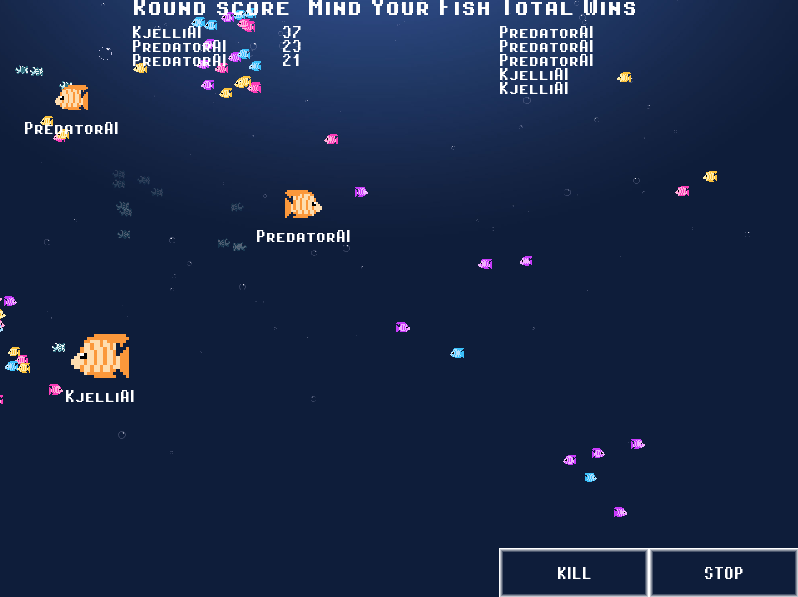 Round score Mind Your Fish Total Wins
KjelliAI 37 PredatorAI
PredatorAI 23 PredatorAI
PredatorAI 21 PredatorAI
KjelliAI
KjelliAI
PredatorAI
PredatorAI
KjelliAI
KILL STOP